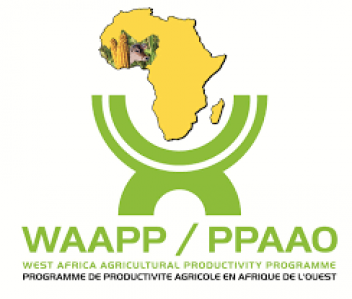 WAAPP / PPAAO
WEST AFRICA AGRICULTURAL PRODUCTIVITY PROGRAMME
PROGRAMME DE PRODUCTIVITE AGRICOLE EN AFRIQUE DE L'OUEST